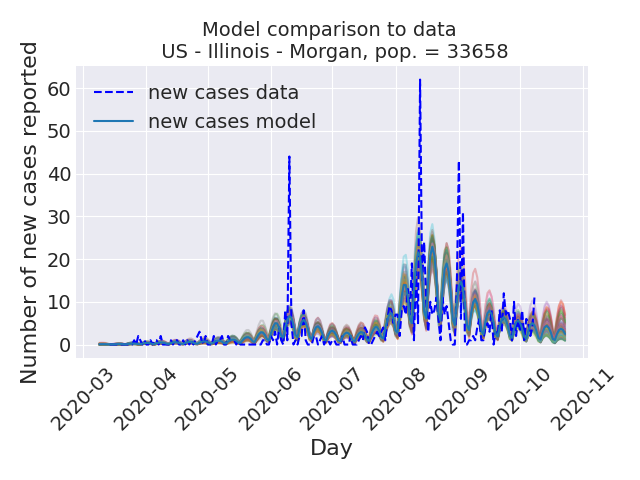 Model comparison to data
US - Illinois - Morgan, pop. = 33658
Number of new cases reported
60
50
40
30
20
10
0
new cases data
new cases model
2020-03
2020-04
2020-05
2020-06
2020-07
2020-08
2020-09
2020-10
2020-11
Day